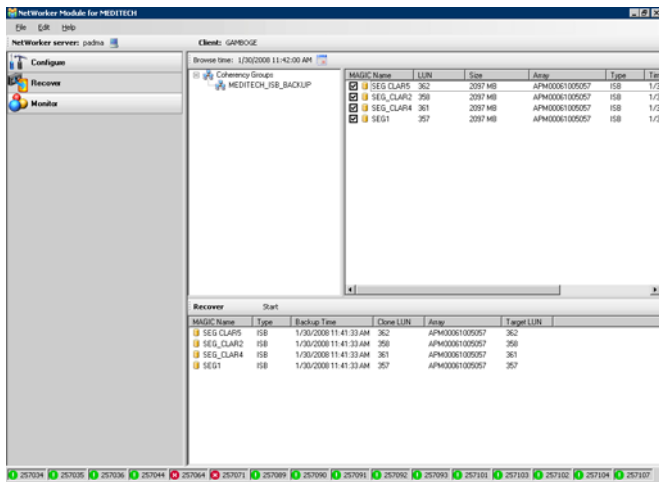 NetWorker Module for MEDITECH
File Edit Help
NetWorker server: padma Client: GAMBOGE
Configure
Recover
Monitor
Browse time: 1/30/2008 11:42:00 AM
Coherency Groups
MEDITECH_ISB_BACKUP
MAGIC Name LUN Size Array Type
SEG CLAR5 362 2097 MB APM00061005057 ISB
SEG_CLAR2 358 2097 MB APM00061005057 ISB
SEG_CLAR4 361 2097 MB APM00061005057 ISB
SEG1 357 2097 MB APM00061005057 ISB
Recover Start
MAGIC Name Type Backup Time Clone LUN Array Target LUN
SEG CLAR5 ISB 1/30/2008 11:41:33 AM 362 APM00061005057 362
SEG_CLAR2 ISB 1/30/2008 11:41:33 AM 358 APM00061005057 358
SEG_CLAR4 ISB 1/30/2008 11:41:33 AM 361 APM00061005057 361
SEG1 ISB 1/30/2008 11:41:33 AM 357 APM00061005057 357
257034 257035 257036 257044 257064 257071 257089 257090 257091 257092 257093 257101 257103 257102 257104 257107